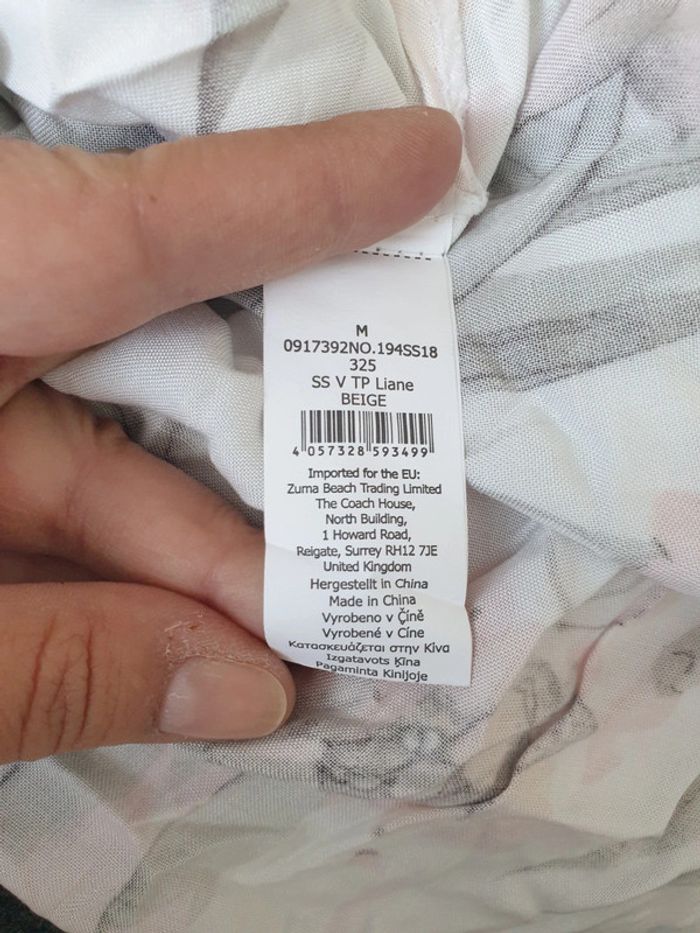 M
0917392NO.194SS18
325
SS V TP Liane
BEIGE
4 057328 593499
Imported for the EU:
Zuma Beach Trading Limited
The Coach House,
North Building,
1 Howard Road,
Reigate, Surrey RH12 7JE
United Kingdom
Hergestellt in China
Made in China
Vyrobeno v Číně
Vyrobené v Cíne
Κατασκευάζεται στην Κίνα
Izgatavots Ķīna
Pagaminta Kinijoje